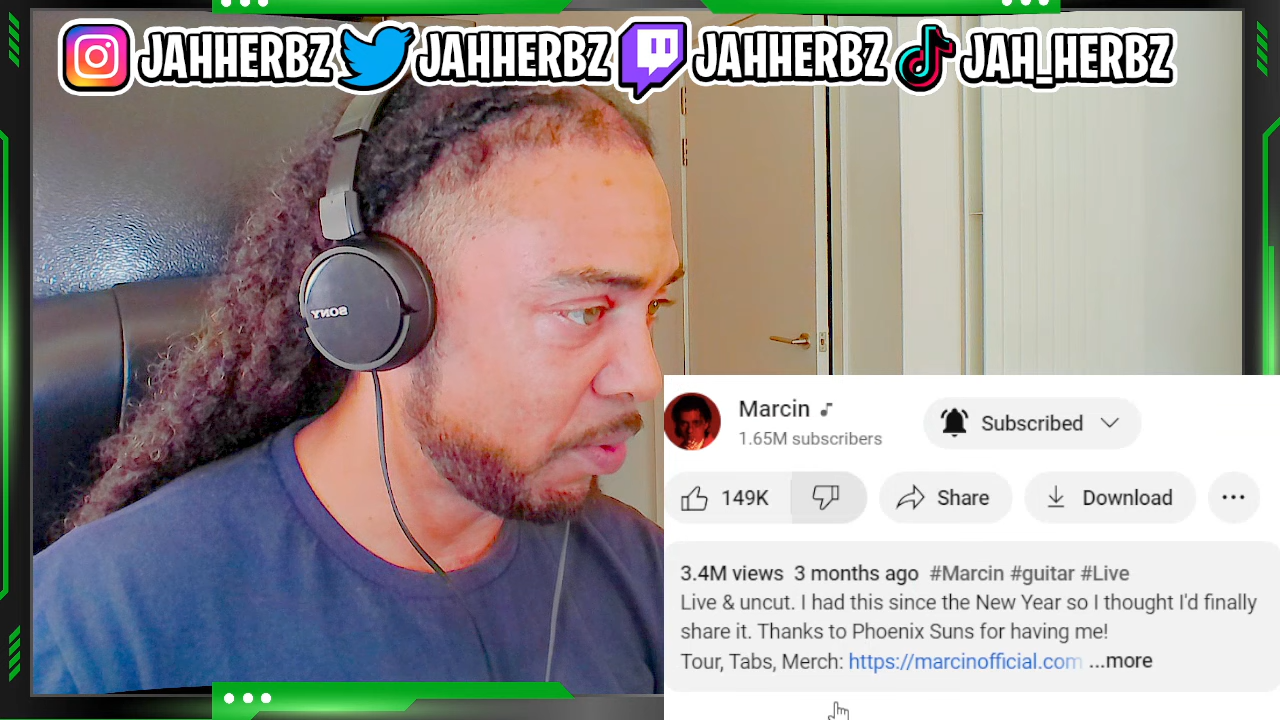 JAHHERBZ JAHHERBZ JAHHERBZ JAH_HERBZ
SONY
Marcin
1.65M subscribers
Subscribed
149K Share Download
3.4M views 3 months ago #Marcin #guitar #Live
Live & uncut. I had this since the New Year so I thought I'd finally
share it. Thanks to Phoenix Suns for having me!
Tour, Tabs, Merch: https://marcinofficial.com ...more